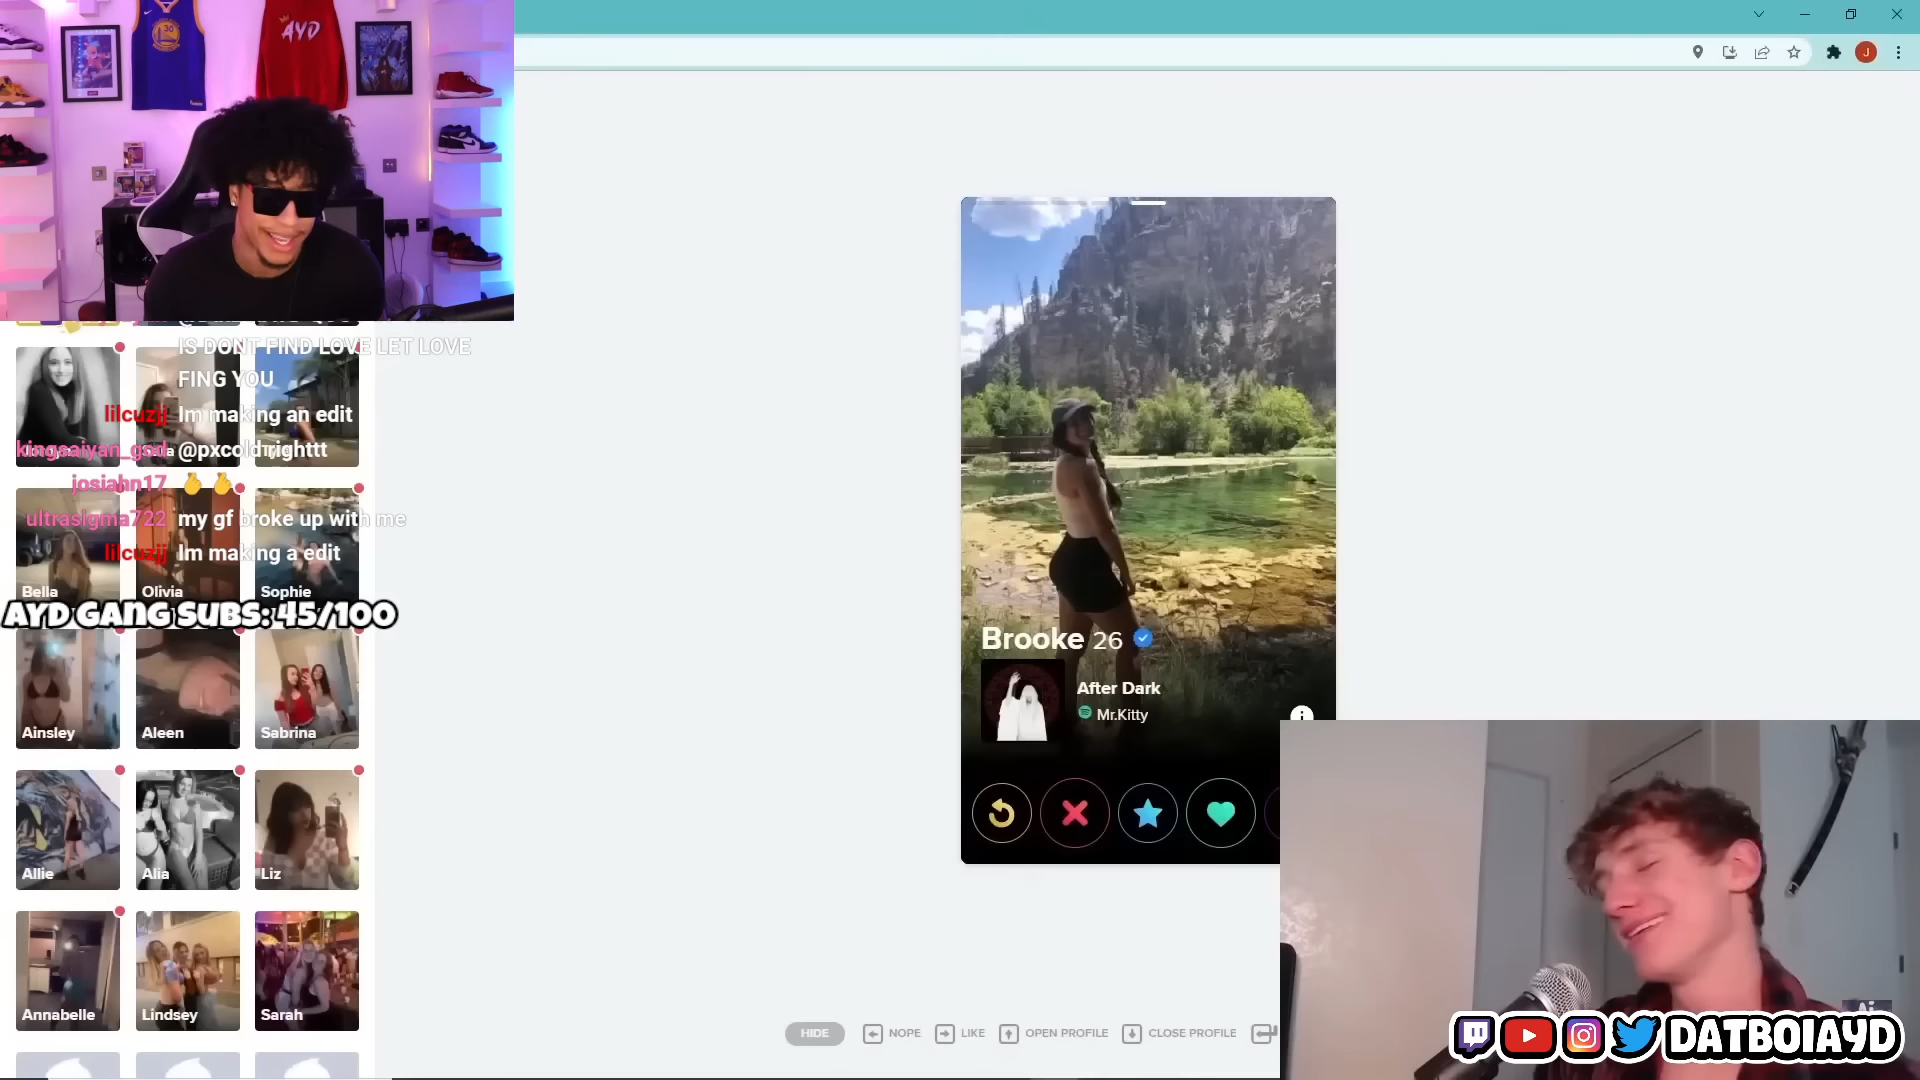 AYD
30
J
IS DONT FIND LOVE LET LOVE
FING YOU
lilcuzjj Im making an edit
kingsaiyan_god @pxcoldrighttt
josiahn17
ultrasigma722 my gf broke up with me
lilcuzjj Im making a edit
Bella Olivia Sophie
AYD GANG SUBS: 45/100
Ainsley Aleen Sabrina
Allie Alia Liz
Annabelle Lindsey Sarah
Brooke 26
After Dark
Mr.Kitty
HIDE NOPE LIKE OPEN PROFILE CLOSE PROFILE
DATBOIAYD